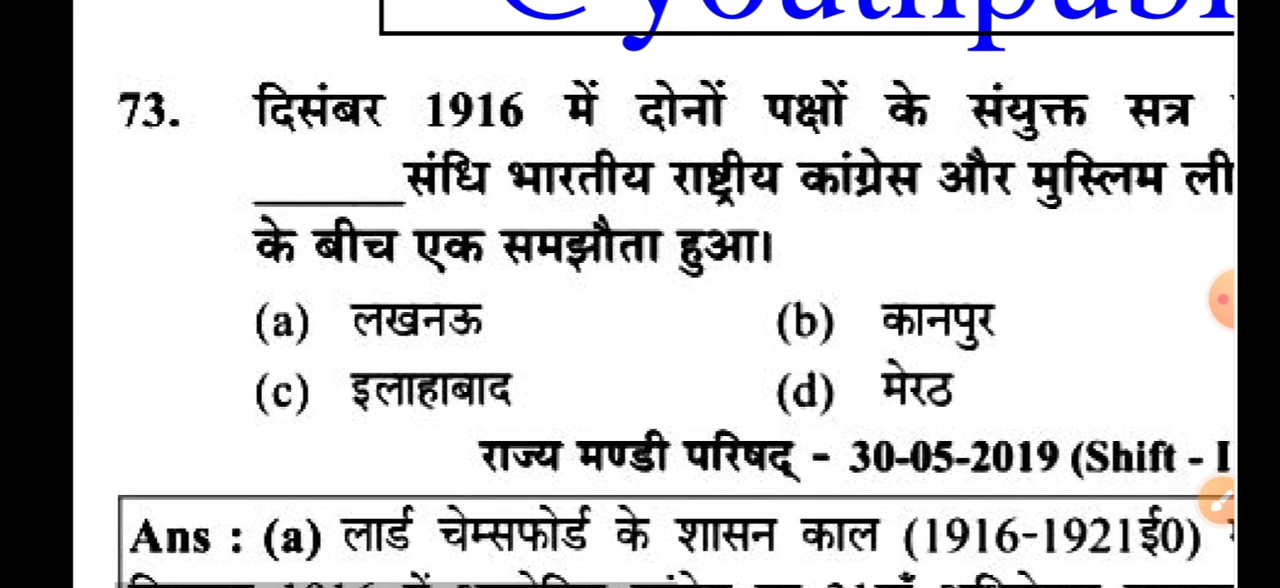 73. दिसंबर 1916 में दोनों पक्षों के संयुक्त सत्र
______संधि भारतीय राष्ट्रीय कांग्रेस और मुस्लिम ली
के बीच एक समझौता हुआ।
(a) लखनऊ (b) कानपुर
(c) इलाहाबाद (d) मेरठ
राज्य मण्डी परिषद् - 30-05-2019 (Shift - I
Ans : (a) लार्ड चेम्सफोर्ड के शासन काल (1916-1921ई0)